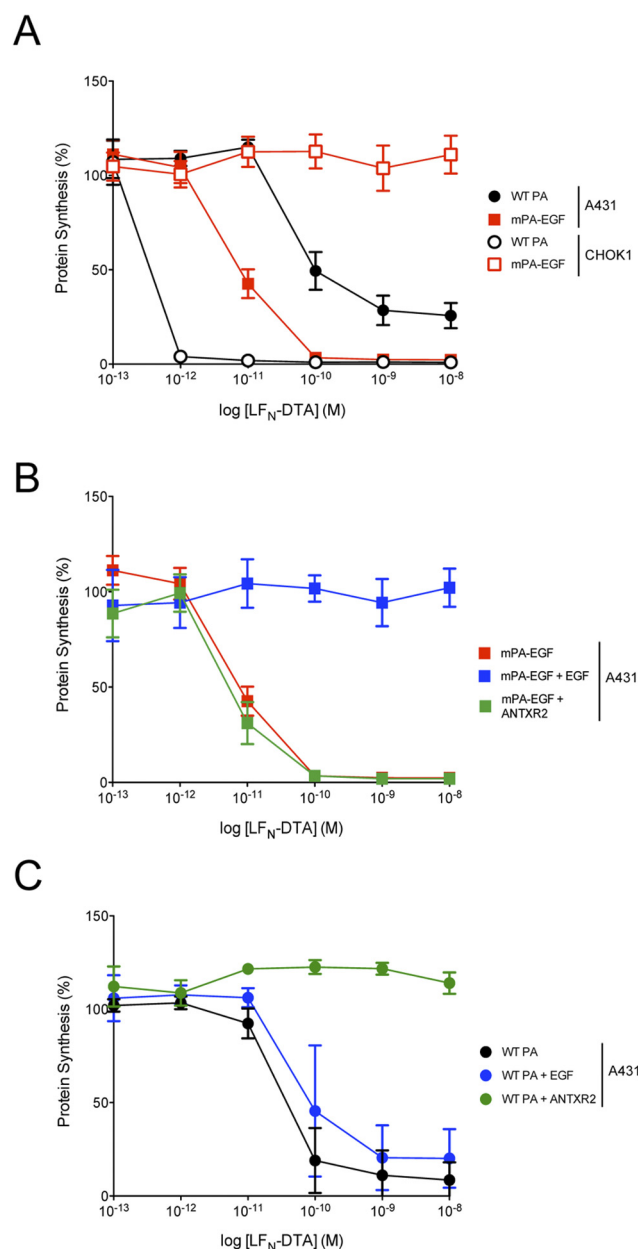 A
150
100
50
0
Protein Synthesis (%)
10-13 10-12 10-11 10-10 10-9 10-8
log [LFN-DTA] (M)
WT PA
mPA-EGF
A431
WT PA
mPA-EGF
CHOK1
B
150
100
50
0
Protein Synthesis (%)
10-13 10-12 10-11 10-10 10-9 10-8
log [LFN-DTA] (M)
mPA-EGF
mPA-EGF + EGF
mPA-EGF +
ANTXR2
A431
C
150
100
50
0
Protein Synthesis (%)
10-13 10-12 10-11 10-10 10-9 10-8
log [LFN-DTA] (M)
WT PA
WT PA + EGF
WT PA + ANTXR2
A431